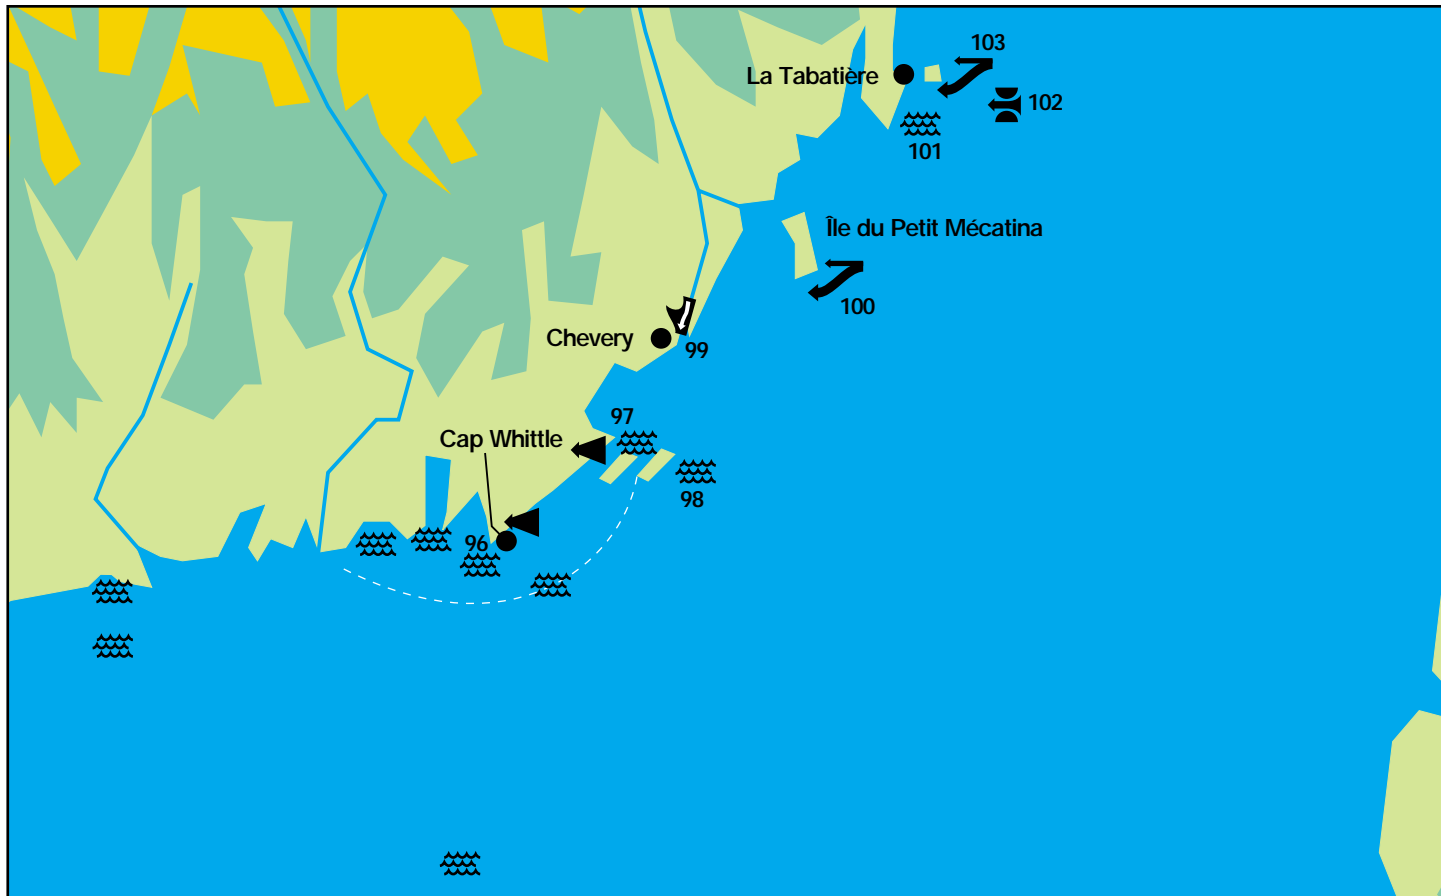 103
La Tabatière
102
101
Île du Petit Mécatina
100
Chevery
99
97
Cap Whittle
98
96